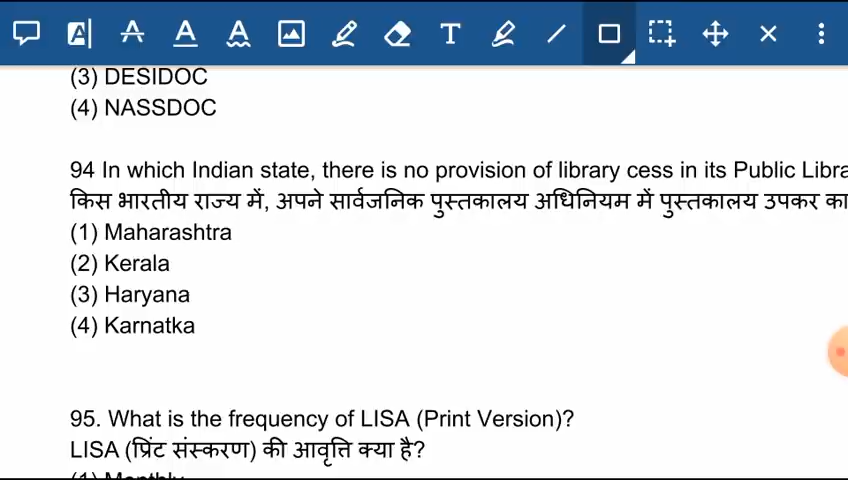 (3) DESIDOC
(4) NASSDOC
94 In which Indian state, there is no provision of library cess in its Public Libra
किस भारतीय राज्य में, अपने सार्वजनिक पुस्तकालय अधिनियम में पुस्तकालय उपकर का
(1) Maharashtra
(2) Kerala
(3) Haryana
(4) Karnatka
95. What is the frequency of LISA (Print Version)?
LISA (प्रिंट संस्करण) की आवृत्ति क्या है?
(1) Monthly